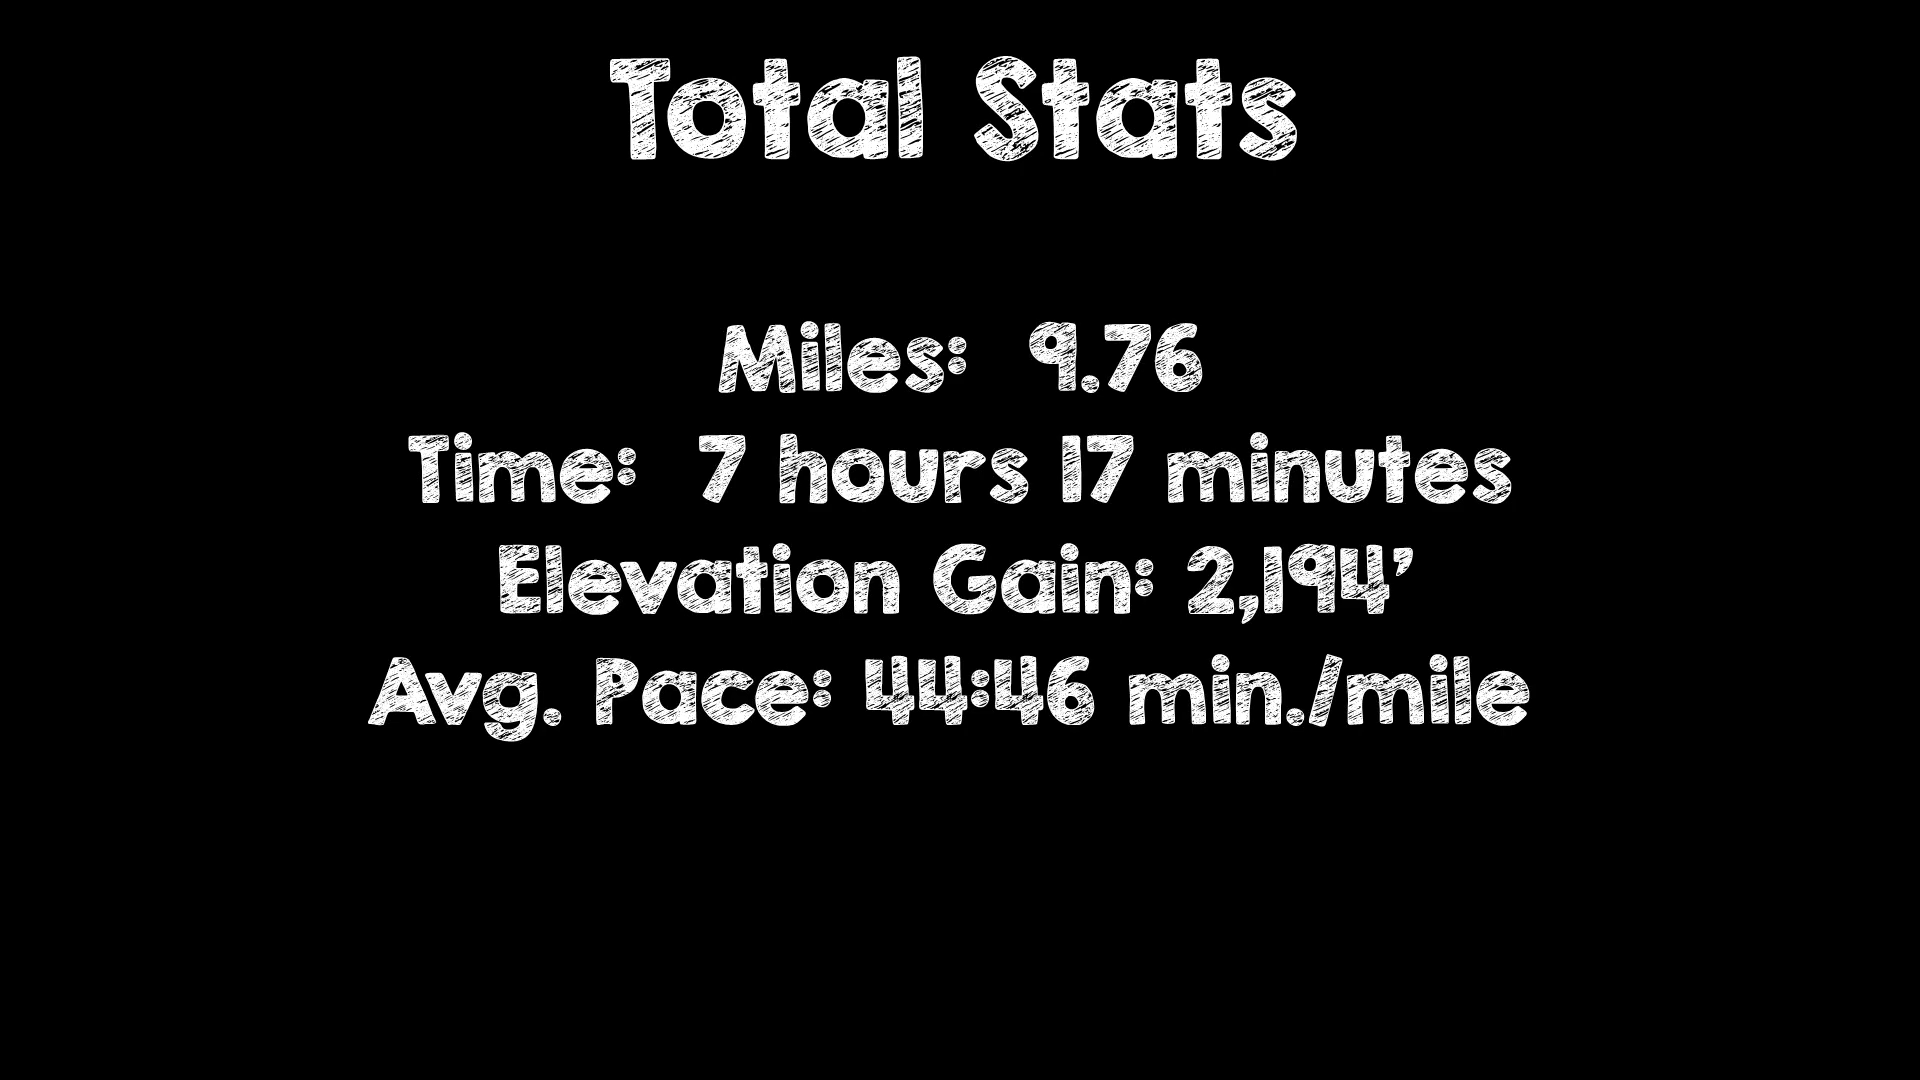 Total Stats
Miles: 9.76
Time: 7 hours 17 minutes
Elevation Gain: 2,194’
Avg. Pace: 44:46 min./mile